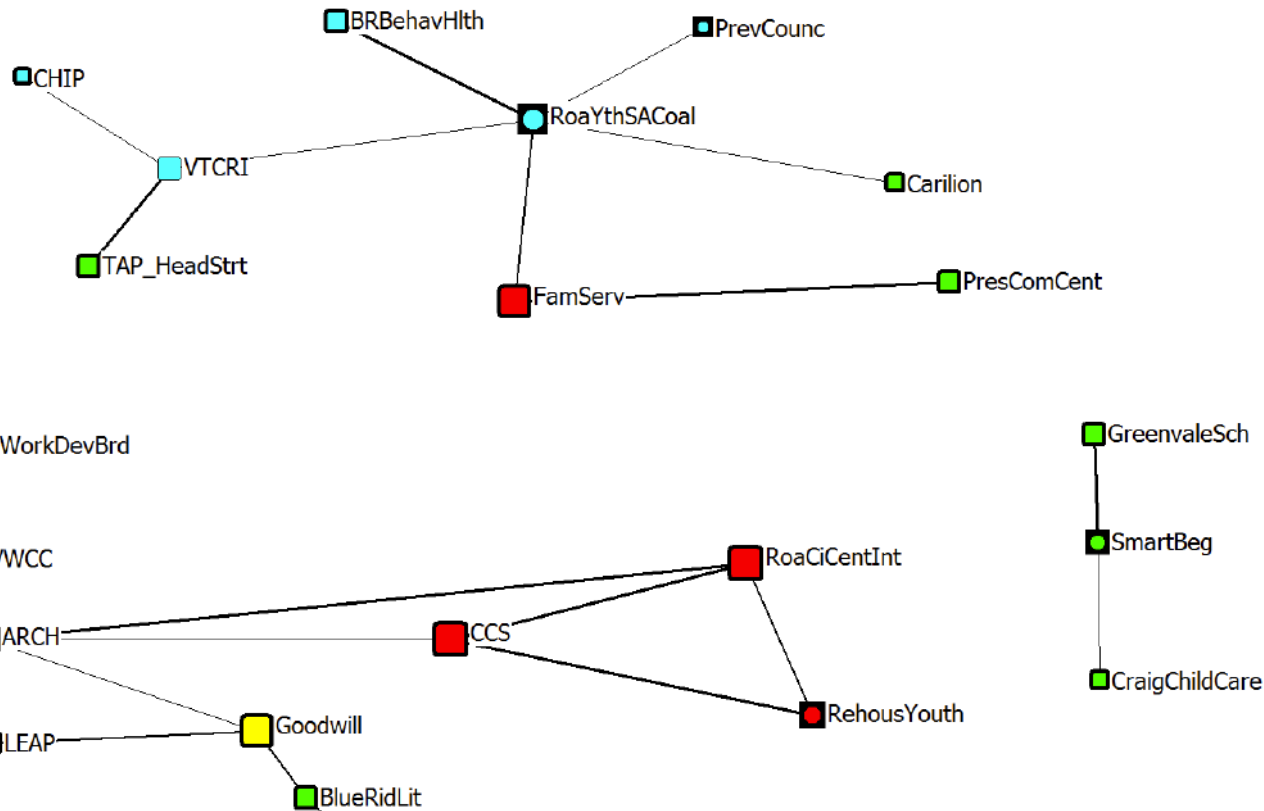 BRBehavHlth
PrevCounc
CHIP
RoaYthSACoal
VTCRI
Carilion
TAP_HeadStrt
PresComCent
FamServ
GreenvaleSch
WorkDevBrd
SmartBeg
WCC
RoaCiCentInt
ARCH
CCS
CraigChildCare
RehousYouth
Goodwill
LEAP
BlueRidLit